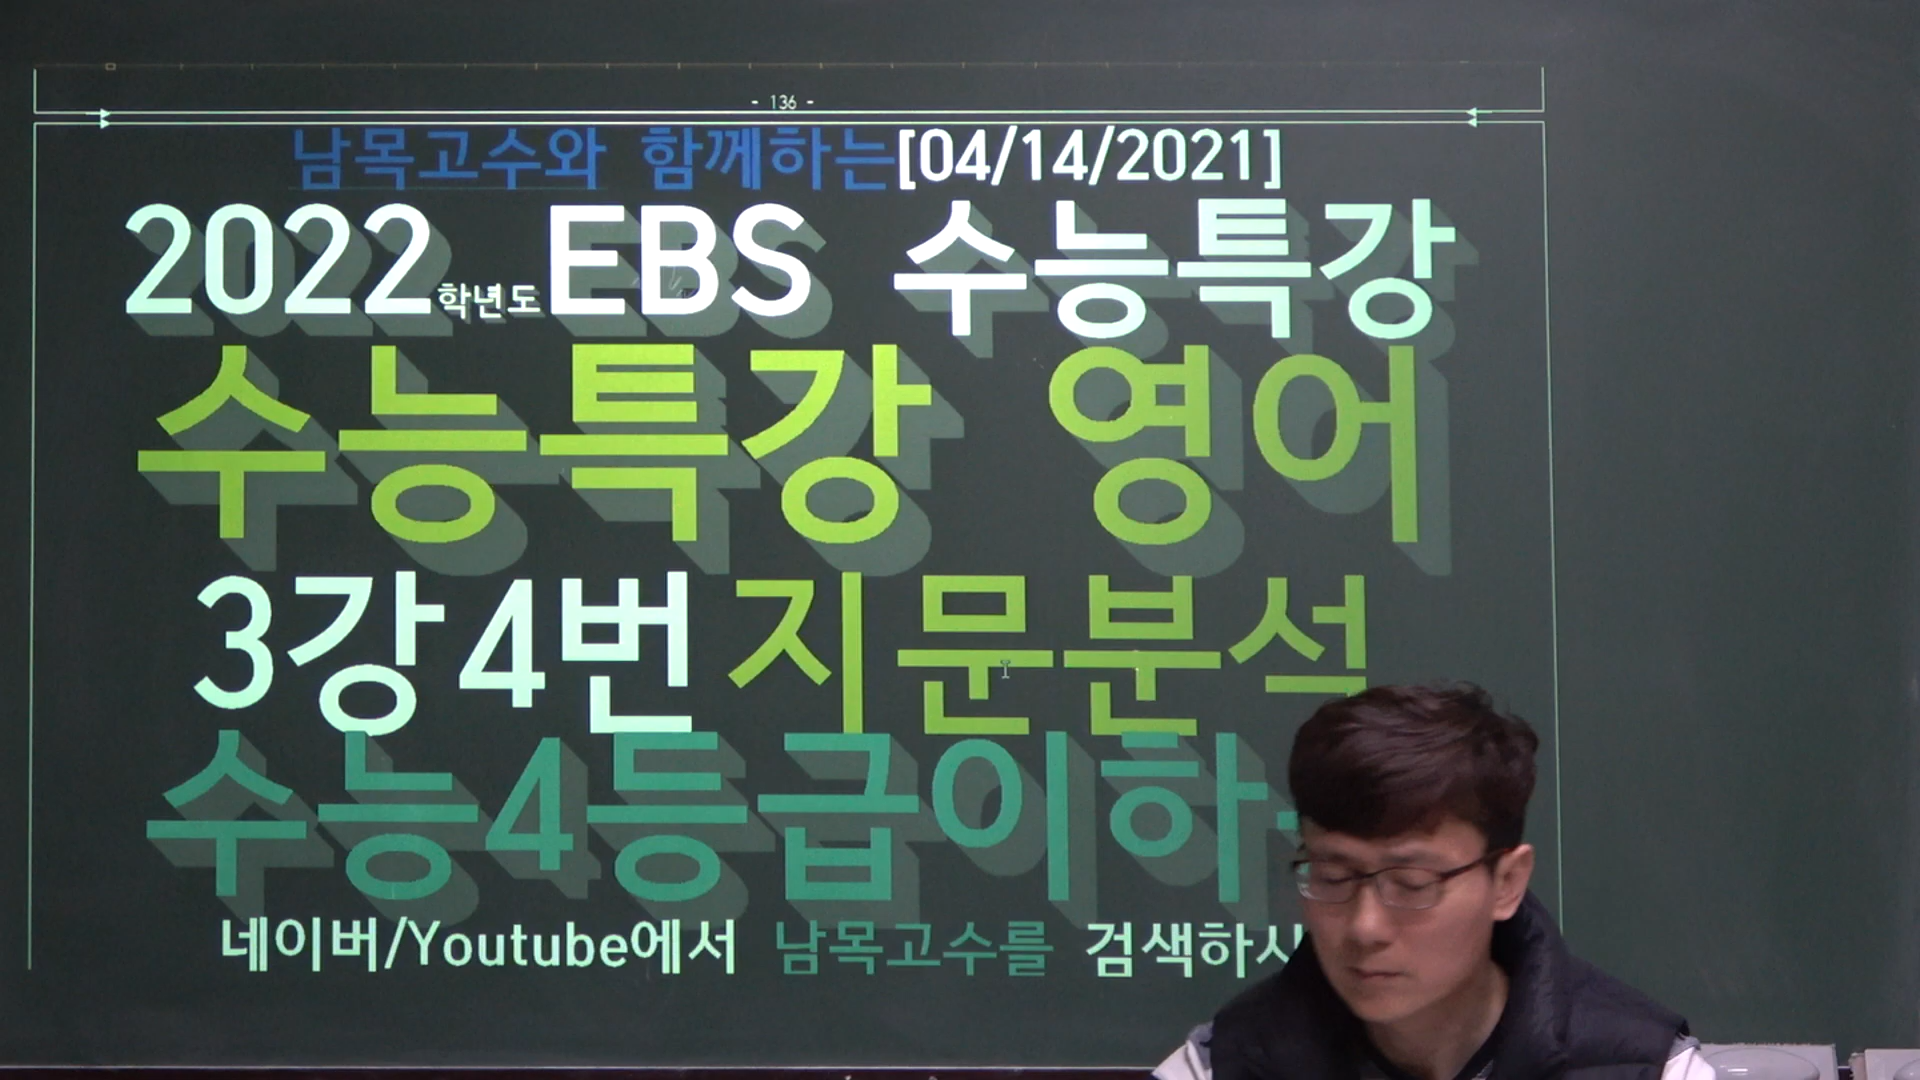 - 136 -
남목고수와 함께하는[04/14/2021]
2022학년도EBS 수능특강
수능특강 영어
3강4번지문분석
수능4등급이하
네이버/Youtube에서 남목고수를 검색하시